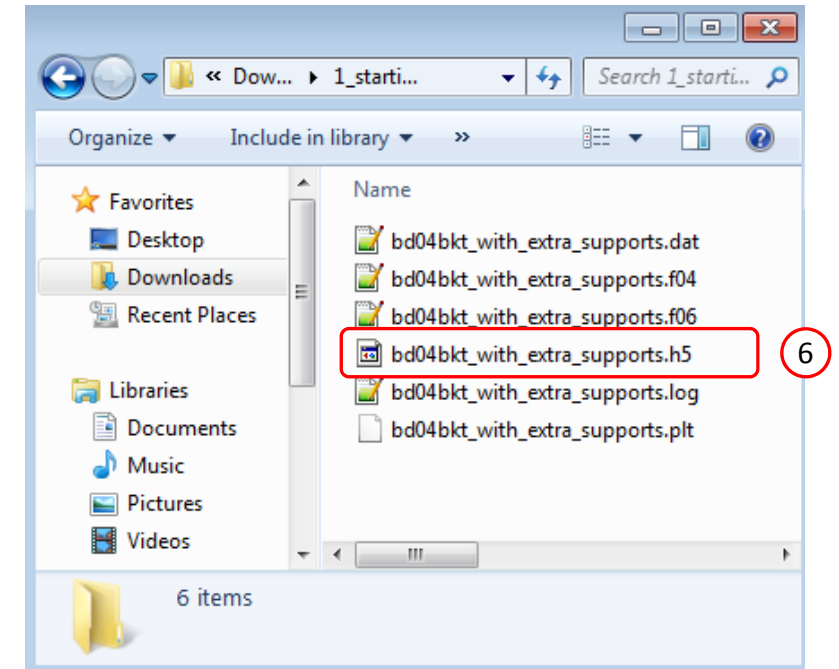 « Dow... ▸ 1_starti... Search 1_starti...
Organize Include in library »
Favorites
Desktop
Downloads
Recent Places
Libraries
Documents
Music
Pictures
Videos
Name
bd04bkt_with_extra_supports.dat
bd04bkt_with_extra_supports.f04
bd04bkt_with_extra_supports.f06
bd04bkt_with_extra_supports.h5
6
bd04bkt_with_extra_supports.log
bd04bkt_with_extra_supports.plt
6 items